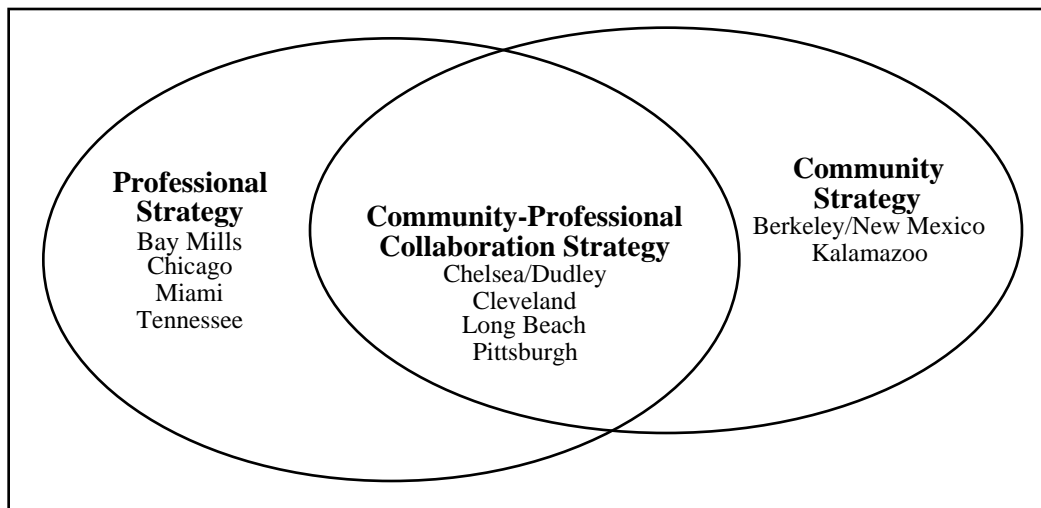 Professional
Strategy
Bay Mills
Chicago
Miami
Tennessee
Community-Professional
Collaboration Strategy
Chelsea/Dudley
Cleveland
Long Beach
Pittsburgh
Community
Strategy
Berkeley/New Mexico
Kalamazoo